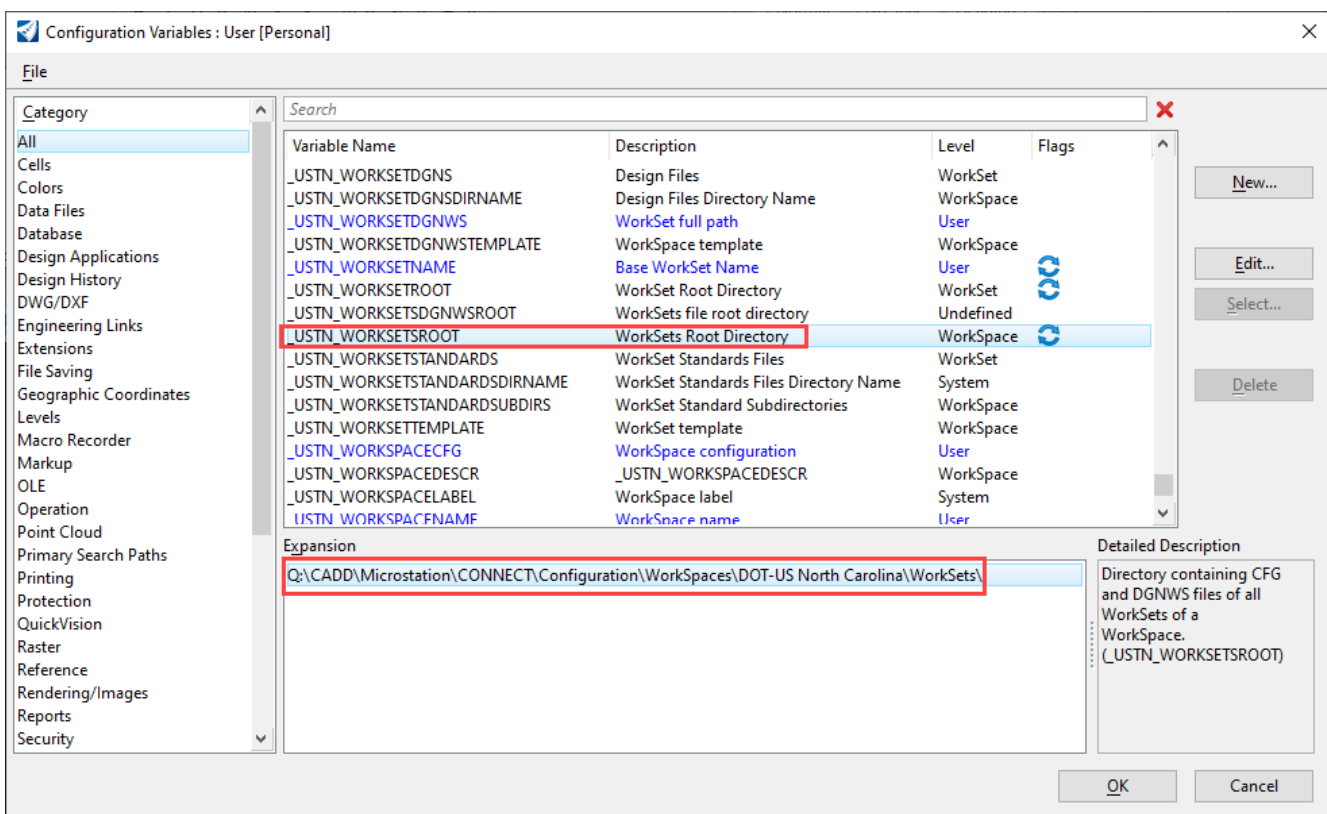 Configuration Variables : User [Personal]
File
Category
All
Cells
Colors
Data Files
Database
Design Applications
Design History
DWG/DXF
Engineering Links
Extensions
File Saving
Geographic Coordinates
Levels
Macro Recorder
Markup
OLE
Operation
Point Cloud
Primary Search Paths
Printing
Protection
QuickVision
Raster
Reference
Rendering/Images
Reports
Security
Search
Variable Name Description Level Flags
_USTN_WORKSETDGNS Design Files WorkSet
_USTN_WORKSETDGNSDIRNAME Design Files Directory Name WorkSpace
_USTN_WORKSETDGNWS WorkSet full path User
_USTN_WORKSETDGNWSTEMPLATE WorkSpace template WorkSpace
_USTN_WORKSETNAME Base WorkSet Name User
_USTN_WORKSETROOT WorkSet Root Directory WorkSet
_USTN_WORKSETSDGNWSROOT WorkSets file root directory Undefined
_USTN_WORKSETSROOT WorkSets Root Directory WorkSpace
_USTN_WORKSETSTANDARDS WorkSet Standards Files WorkSet
_USTN_WORKSETSTANDARDSDIRNAME WorkSet Standards Files Directory Name System
_USTN_WORKSETSTANDARDSUBDIRS WorkSet Standard Subdirectories WorkSpace
_USTN_WORKSETTEMPLATE WorkSet template WorkSpace
_USTN_WORKSPACECFG WorkSpace configuration User
_USTN_WORKSPACEDESCR _USTN_WORKSPACEDESCR WorkSpace
_USTN_WORKSPACELABEL WorkSpace label System
_USTN_WORKSPACENAME WorkSpace name User
New...
Edit...
Select...
Delete
Expansion
Q:\CADD\Microstation\CONNECT\Configuration\WorkSpaces\DOT-US North Carolina\WorkSets\
Detailed Description
Directory containing CFG
and DGNWS files of all
WorkSets of a
WorkSpace.
(_USTN_WORKSETSROOT)
OK
Cancel